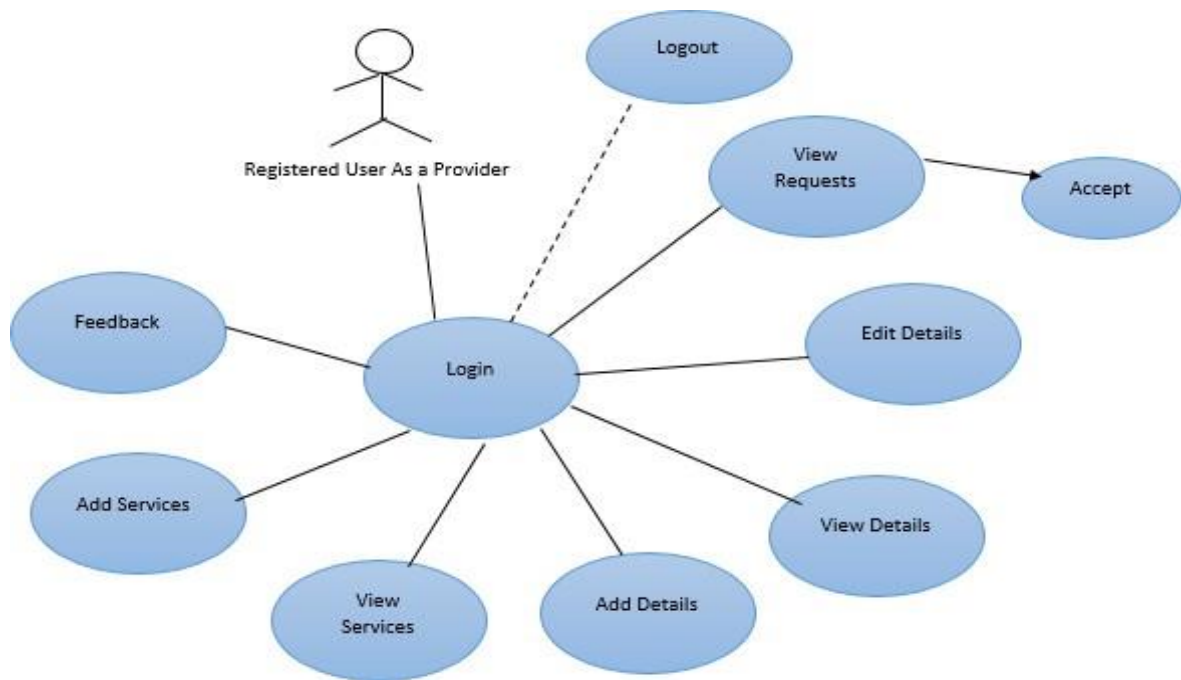 Logout
View
Requests
Accept
Registered User As a Provider
Feedback
Edit Details
Login
Add Services
View Details
View
Services
Add Details